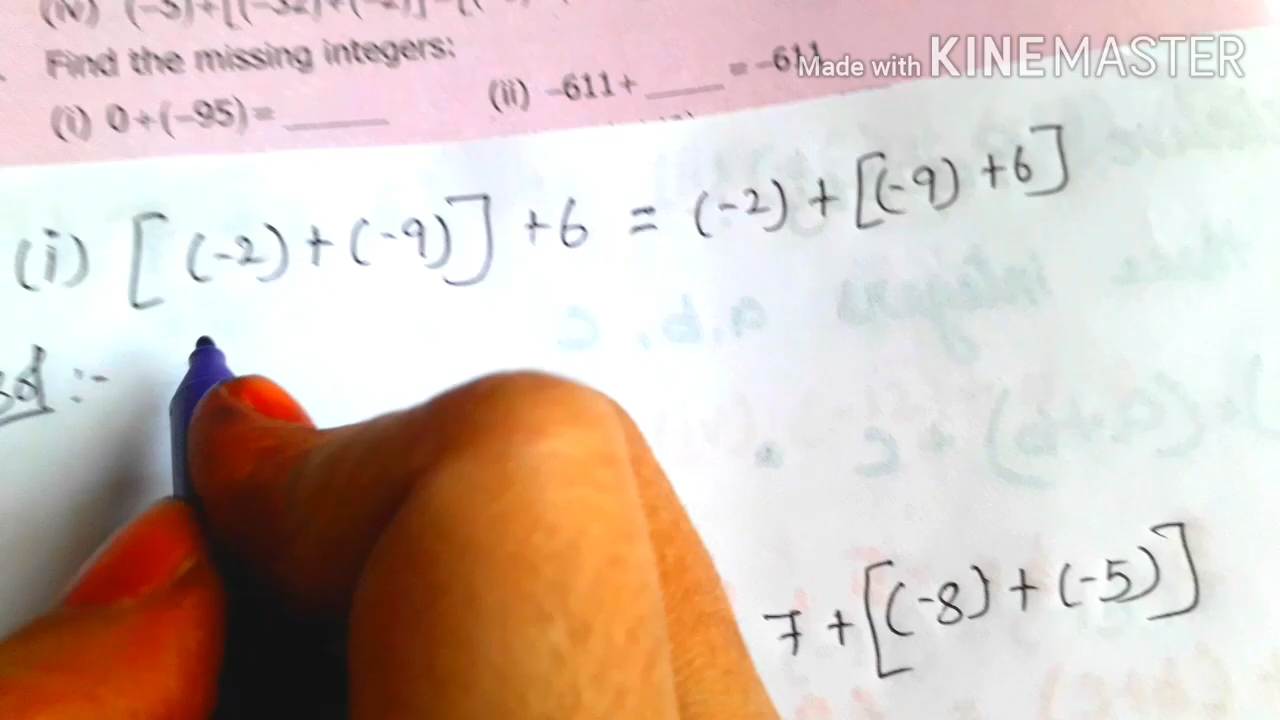 Find the missing integers:
(i) 0+(−95)= ______ (ii) −611+ ______ = −611
Made with KINEMASTER
(i) [(-2)+(-9)] +6 = (-2)+[(-9)+6]
7+[(-8)+(-5)]